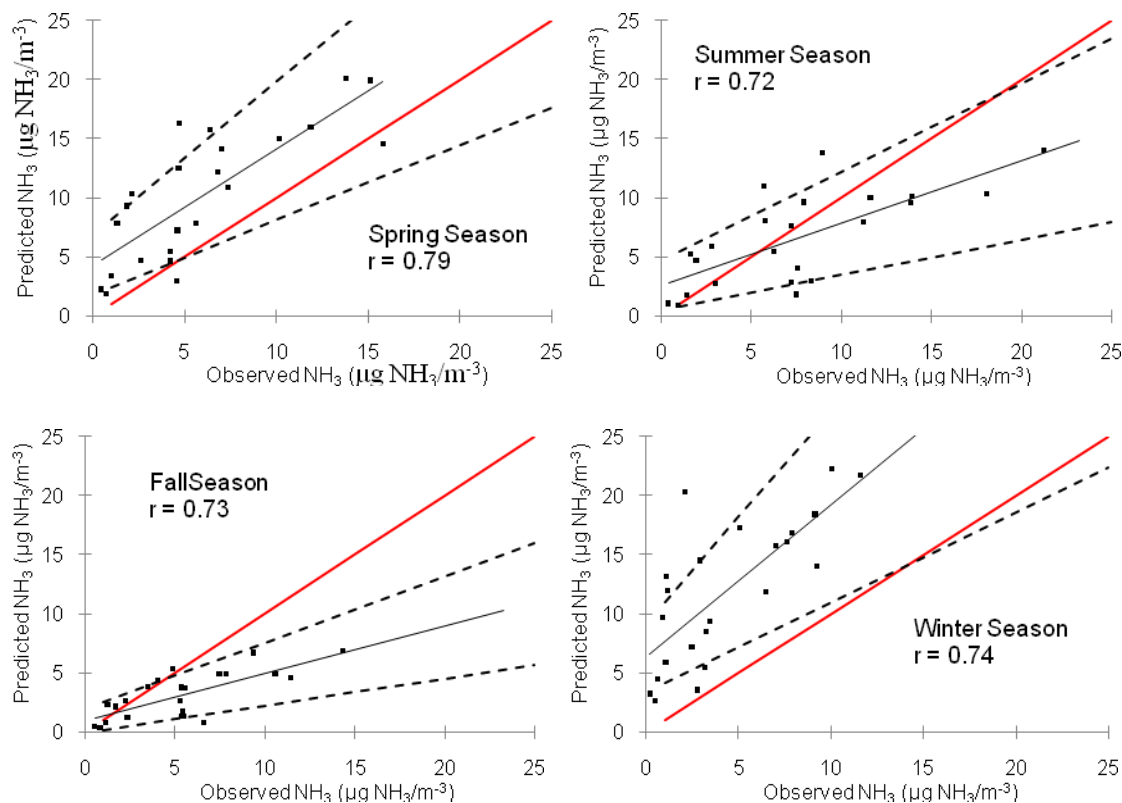 Predicted NH₃ (µg NH₃/m⁻³)
25
20
15
10
5
0
Spring Season
r = 0.79
0 5 10 15 20 25
Observed NH₃ (µg NH₃/m⁻³)
Predicted NH₃ (µg NH₃/m⁻³)
25
20
15
10
5
0
Summer Season
r = 0.72
0 5 10 15 20 25
Observed NH₃ (µg NH₃/m⁻³)
Predicted NH₃ (µg NH₃/m⁻³)
25
20
15
10
5
0
FallSeason
r = 0.73
0 5 10 15 20 25
Observed NH₃ (µg NH₃/m⁻³)
Predicted NH₃ (µg NH₃/m⁻³)
25
20
15
10
5
0
Winter Season
r = 0.74
0 5 10 15 20 25
Observed NH₃ (µg NH₃/m⁻³)